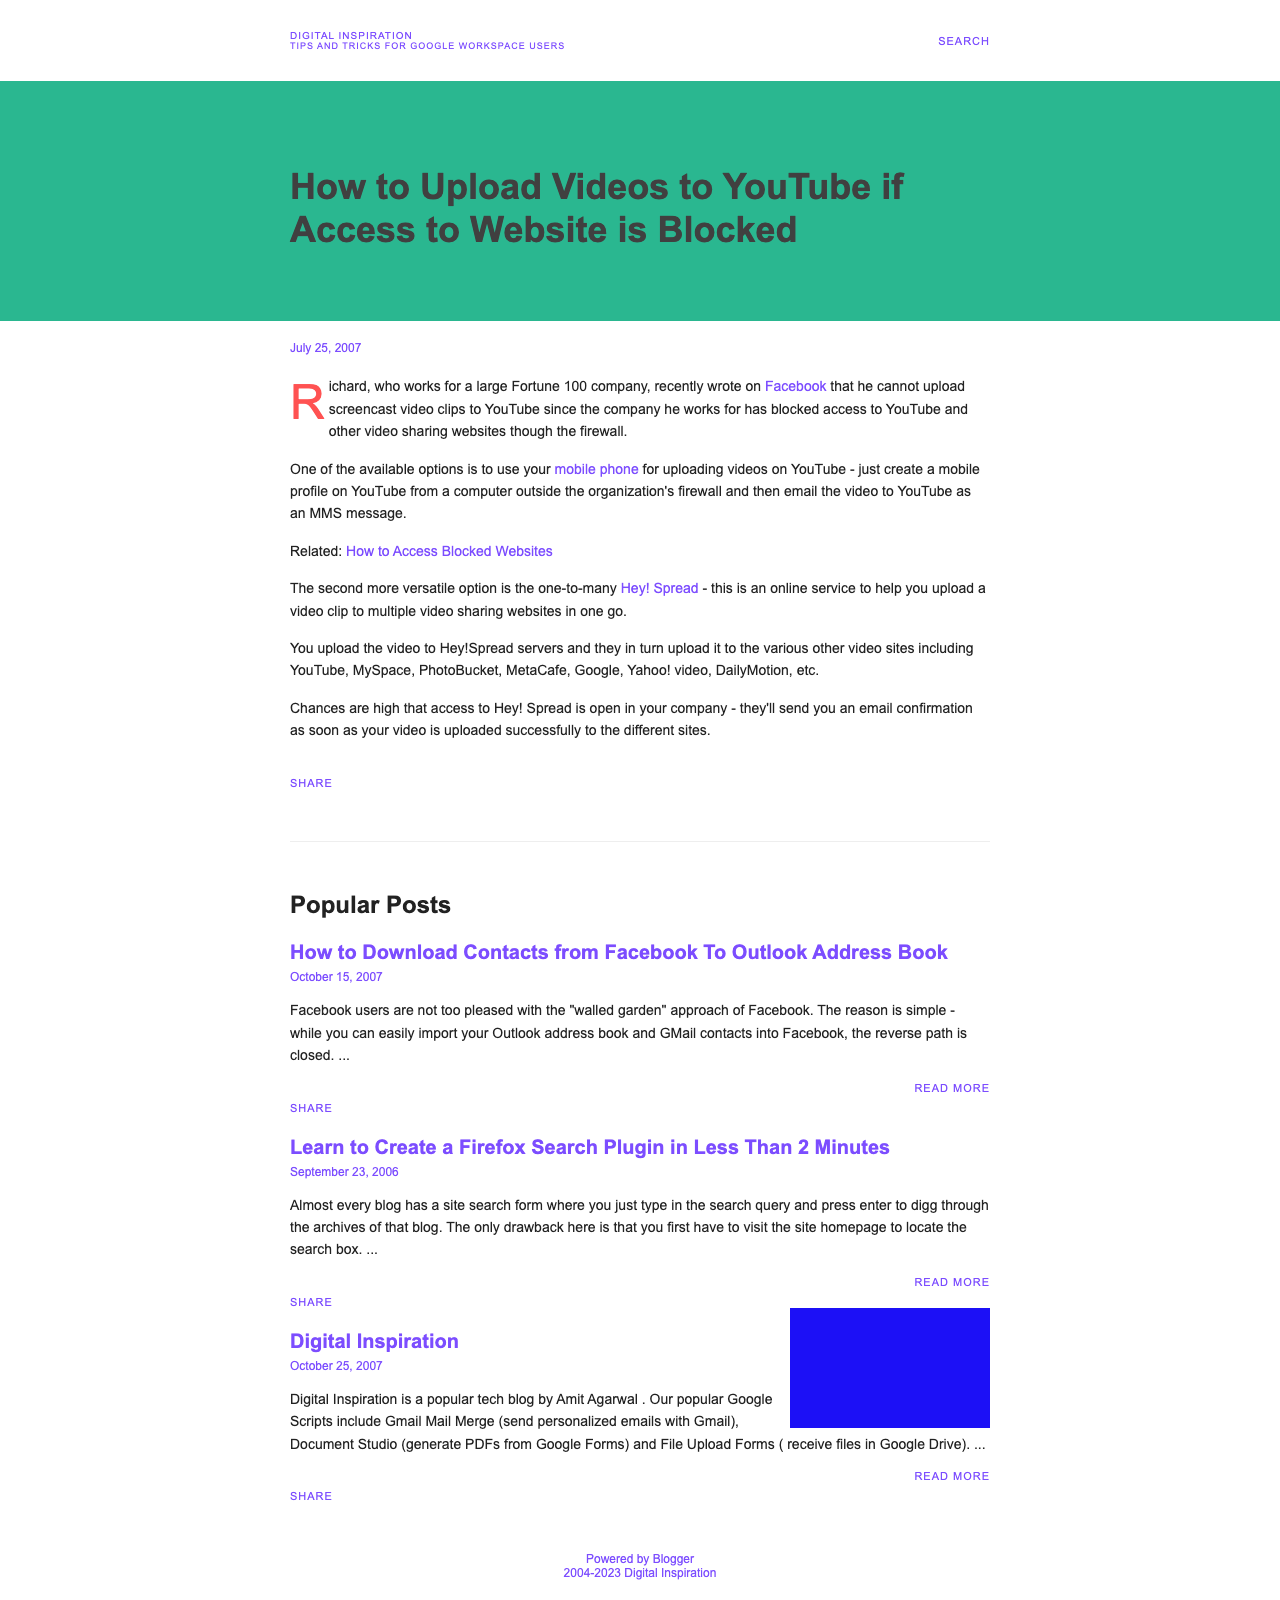 DIGITAL INSPIRATION
TIPS AND TRICKS FOR GOOGLE WORKSPACE USERS
SEARCH
How to Upload Videos to YouTube if
Access to Website is Blocked
July 25, 2007
Richard, who works for a large Fortune 100 company, recently wrote on Facebook that he cannot upload
screencast video clips to YouTube since the company he works for has blocked access to YouTube and
other video sharing websites though the firewall.
One of the available options is to use your mobile phone for uploading videos on YouTube - just create a mobile
profile on YouTube from a computer outside the organization's firewall and then email the video to YouTube as
an MMS message.
Related: How to Access Blocked Websites
The second more versatile option is the one-to-many Hey! Spread - this is an online service to help you upload a
video clip to multiple video sharing websites in one go.
You upload the video to Hey!Spread servers and they in turn upload it to the various other video sites including
YouTube, MySpace, PhotoBucket, MetaCafe, Google, Yahoo! video, DailyMotion, etc.
Chances are high that access to Hey! Spread is open in your company - they'll send you an email confirmation
as soon as your video is uploaded successfully to the different sites.
SHARE
Popular Posts
How to Download Contacts from Facebook To Outlook Address Book
October 15, 2007
Facebook users are not too pleased with the "walled garden" approach of Facebook. The reason is simple -
while you can easily import your Outlook address book and GMail contacts into Facebook, the reverse path is
closed. ...
READ MORE
SHARE
Learn to Create a Firefox Search Plugin in Less Than 2 Minutes
September 23, 2006
Almost every blog has a site search form where you just type in the search query and press enter to digg through
the archives of that blog. The only drawback here is that you first have to visit the site homepage to locate the
search box. ...
READ MORE
SHARE
Digital Inspiration
October 25, 2007
Digital Inspiration is a popular tech blog by Amit Agarwal . Our popular Google
Scripts include Gmail Mail Merge (send personalized emails with Gmail),
Document Studio (generate PDFs from Google Forms) and File Upload Forms ( receive files in Google Drive). ...
READ MORE
SHARE
Powered by Blogger
2004-2023 Digital Inspiration